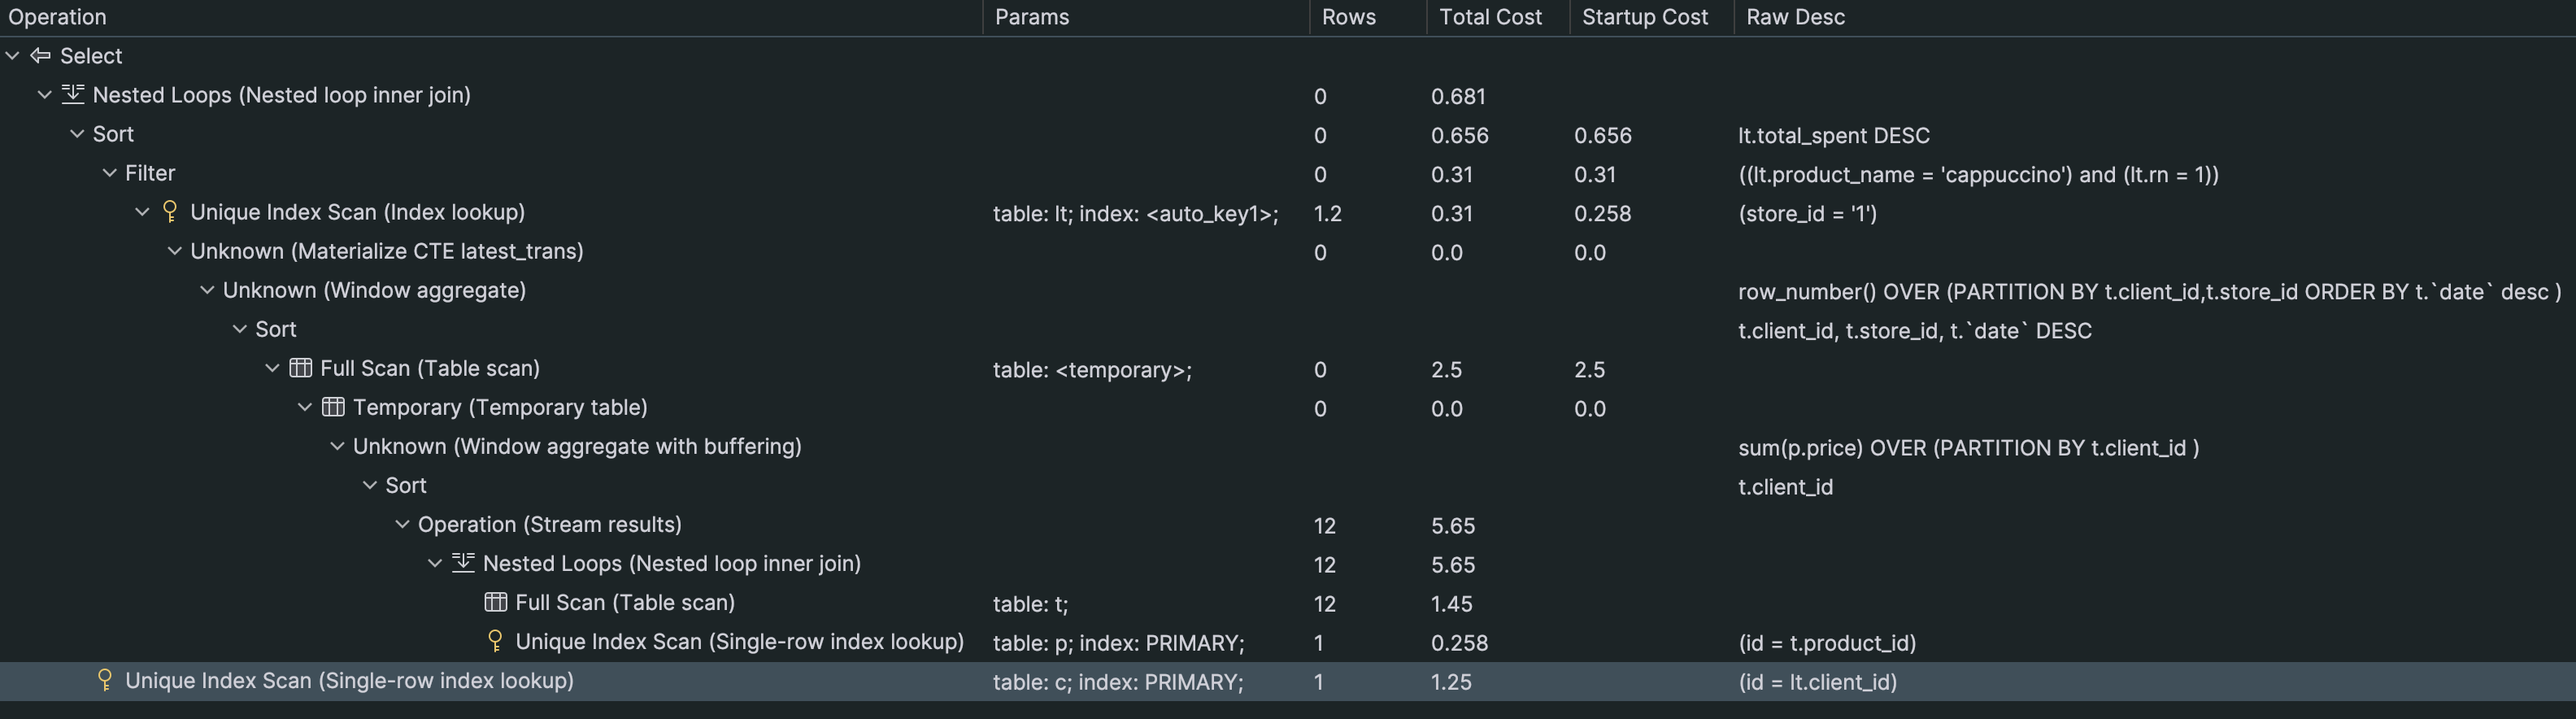 Operation Params Rows Total Cost Startup Cost Raw Desc
Select
Nested Loops (Nested loop inner join) 0 0.681
Sort 0 0.656 0.656 lt.total_spent DESC
Filter 0 0.31 0.31 ((lt.product_name = 'cappuccino') and (lt.rn = 1))
Unique Index Scan (Index lookup) table: lt; index: <auto_key1>; 1.2 0.31 0.258 (store_id = '1')
Unknown (Materialize CTE latest_trans) 0 0.0 0.0
Unknown (Window aggregate) row_number() OVER (PARTITION BY t.client_id,t.store_id ORDER BY t.`date` desc )
Sort t.client_id, t.store_id, t.`date` DESC
Full Scan (Table scan) table: <temporary>; 0 2.5 2.5
Temporary (Temporary table) 0 0.0 0.0
Unknown (Window aggregate with buffering) sum(p.price) OVER (PARTITION BY t.client_id )
Sort t.client_id
Operation (Stream results) 12 5.65
Nested Loops (Nested loop inner join) 12 5.65
Full Scan (Table scan) table: t; 12 1.45
Unique Index Scan (Single-row index lookup) table: p; index: PRIMARY; 1 0.258 (id = t.product_id)
Unique Index Scan (Single-row index lookup) table: c; index: PRIMARY; 1 1.25 (id = lt.client_id)